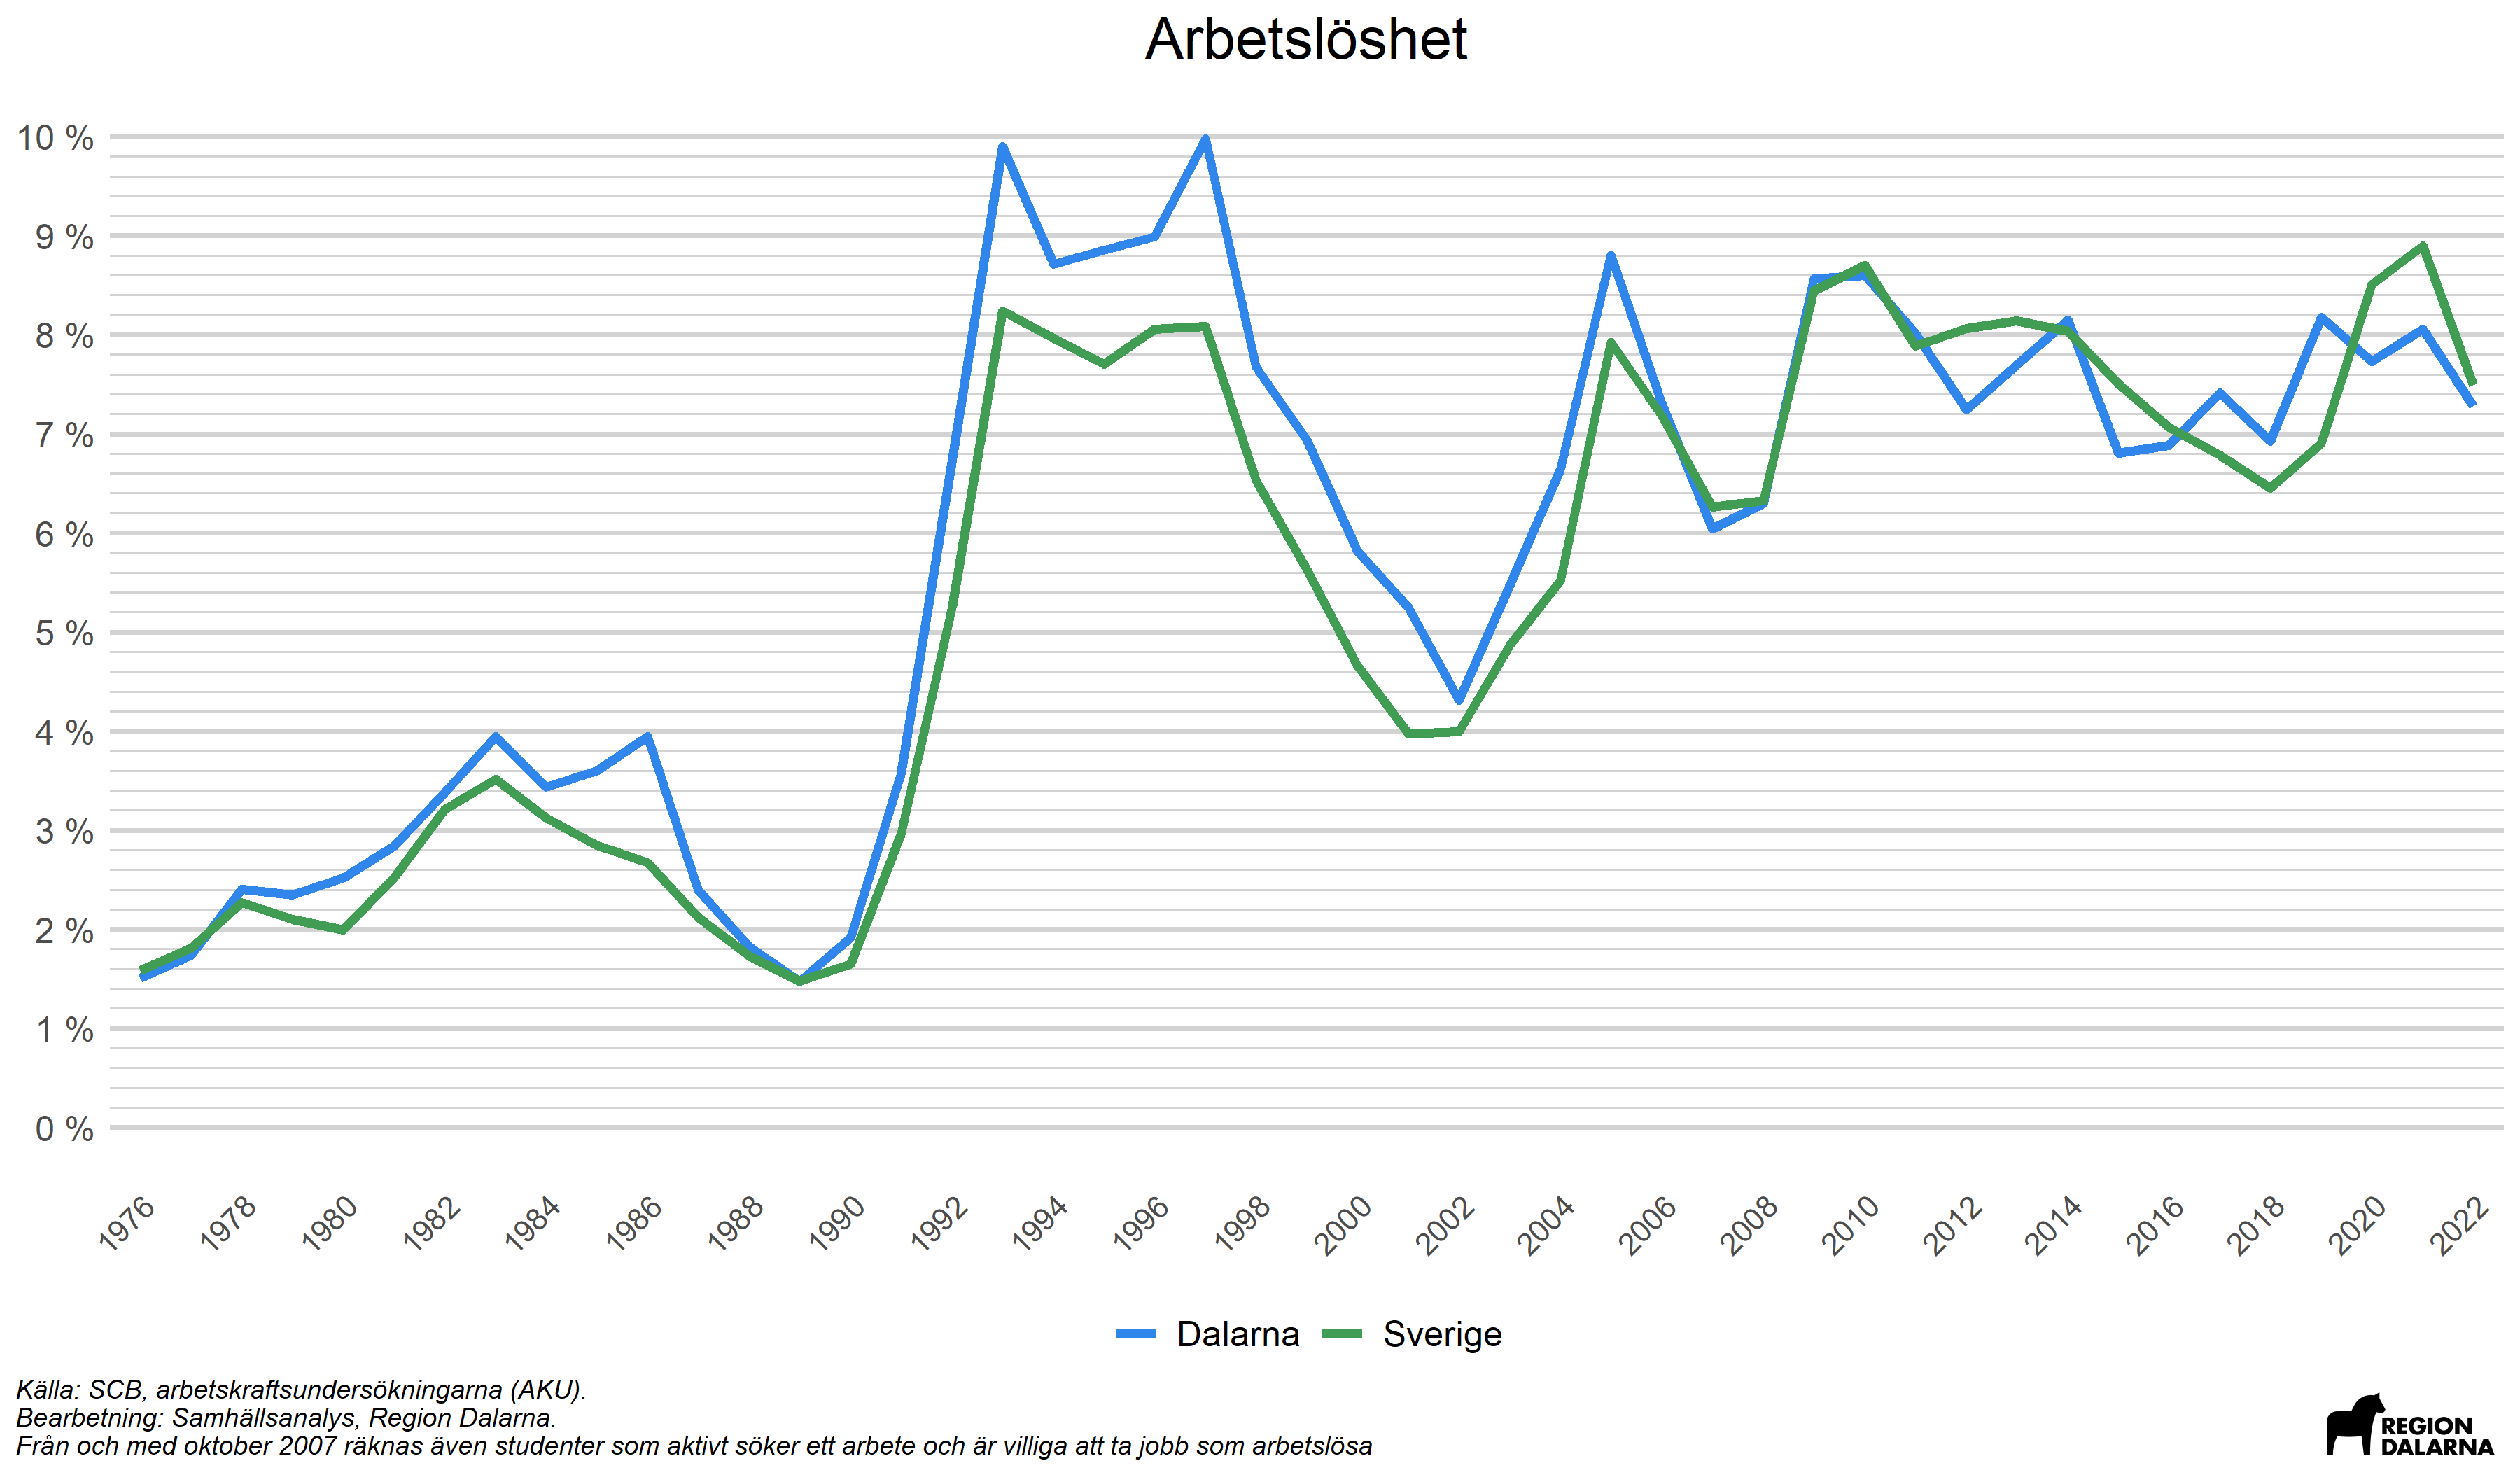 Arbetslöshet
10 %
9 %
8 %
7 %
6 %
5 %
4 %
3 %
2 %
1 %
0 %
1976 1978 1980 1982 1984 1986 1988 1990 1992 1994 1996 1998 2000 2002 2004 2006 2008 2010 2012 2014 2016 2018 2020 2022
Dalarna Sverige
Källa: SCB, arbetskraftsundersökningarna (AKU).
Bearbetning: Samhällsanalys, Region Dalarna.
Från och med oktober 2007 räknas även studenter som aktivt söker ett arbete och är villiga att ta jobb som arbetslösa
REGION
DALARNA